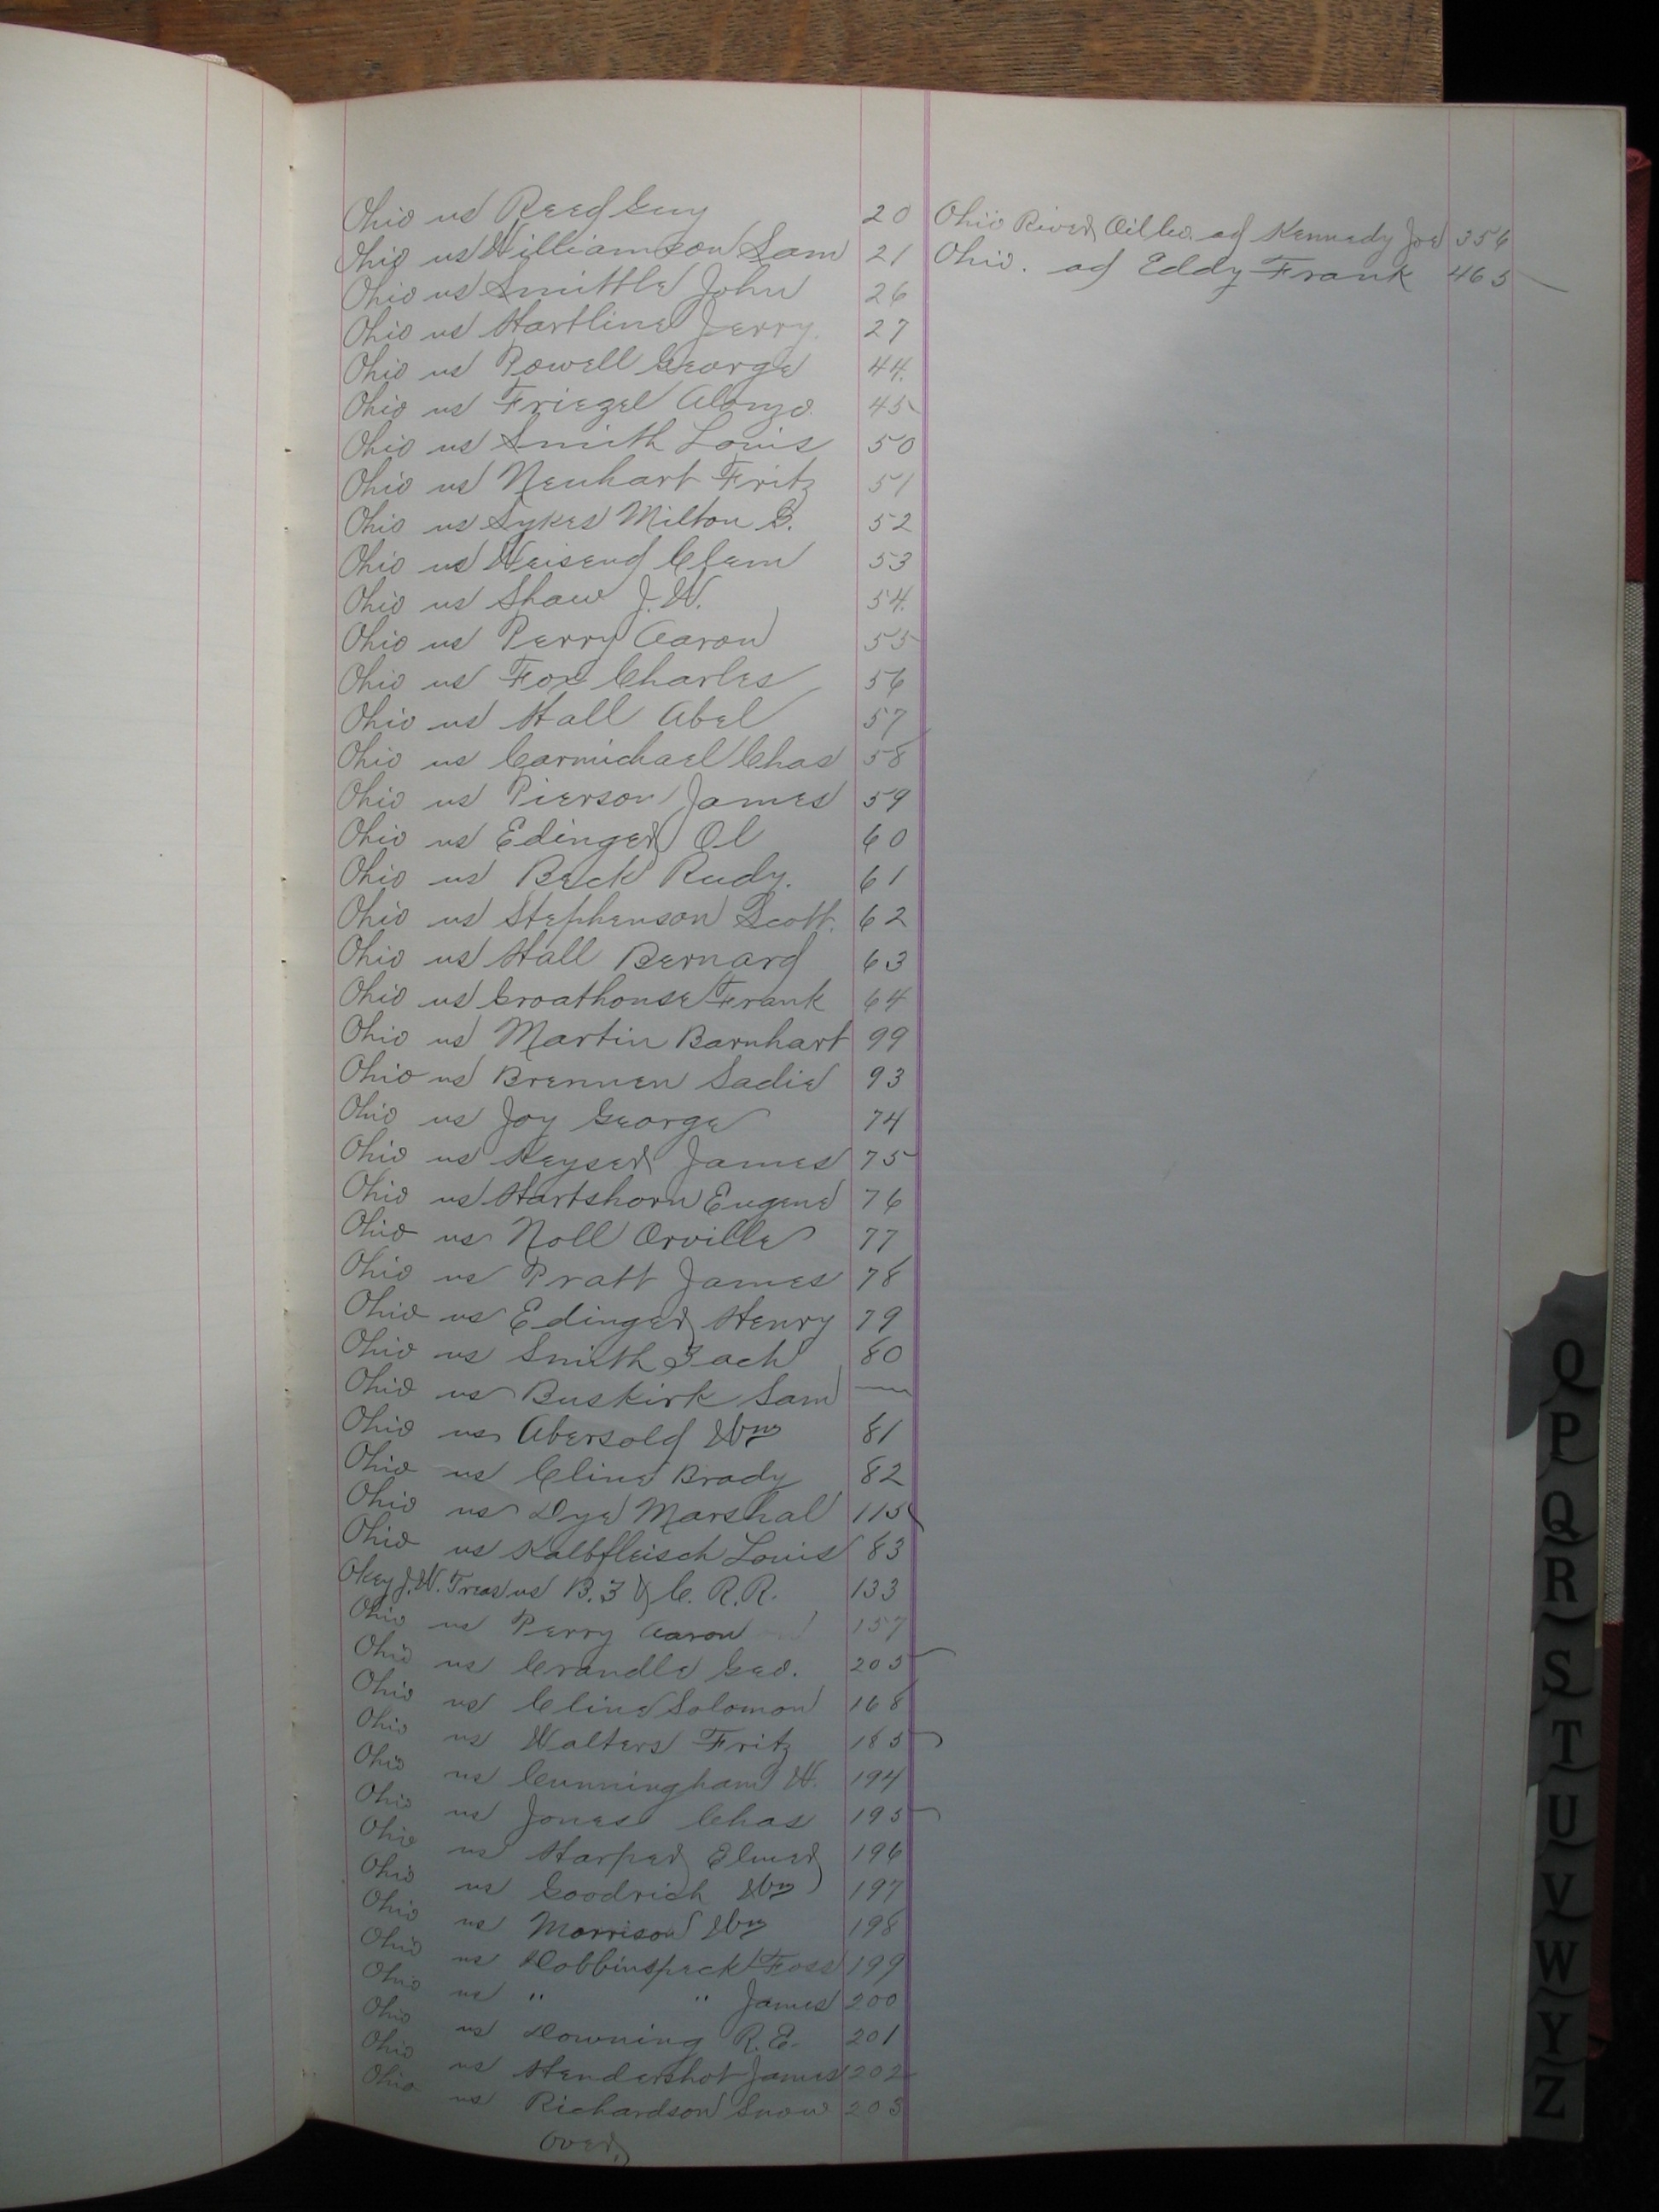 Ohio vs Reed Guy 20
Ohio vs Williamson Sam 21
Ohio vs Smittle John 26
Ohio vs Hartline Jerry. 27
Ohio vs Powell George 44.
Ohio vs Friezel Alonzo. 45
Ohio vs Smith Louis 50
Ohio vs Neuhart Fritz 51
Ohio vs Sykes Milton G. 52
Ohio vs Weisend Clem 53
Ohio vs Shaw J. W. 54.
Ohio vs Perry Aaron 55
Ohio vs Fox Charles 56
Ohio vs Hall Abel 57
Ohio vs Carmichael Chas 58
Ohio vs Pierson James 59
Ohio vs Edinger Ol 60
Ohio vs Beck Rudy. 61
Ohio vs Stephenson Scott. 62
Ohio vs Hall Bernard 63
Ohio vs Groathouse Frank 64
Ohio vs Martin Barnhart 99
Ohio vs Brennen Sadie 93
Ohio vs Joy George 74
Ohio vs Keyser James 75
Ohio vs Hartshorn Eugene 76
Ohio vs Noll Orville 77
Ohio vs Pratt James 78
Ohio vs Edinger Henry 79
Ohio vs Smith Zach 80
Ohio vs Buskirk Sam —
Ohio vs Abersold Wm 81
Ohio vs Cline Brady 82
Ohio vs Dye Marshal 115
Ohio vs Kalbfleisch Louis 83
Okey J. W. Treas vs B. Z & C. R. R. 133
Ohio vs Perry Aaron 157
Ohio vs Crandle Geo. 205
Ohio vs Cline Solomon 168
Ohio vs Walters Fritz 185
Ohio vs Cunningham W. 194
Ohio vs Jones Chas 195
Ohio vs Harper Elmer 196
Ohio vs Goodrich Wm 197
Ohio vs Morrison Wm 198
Ohio vs Dobbinspeck Foss 199
Ohio vs " " James 200
Ohio vs Downing R. E. 201
Ohio vs Hendershot James 202
Ohio vs Richardson Snow 203
Over
Ohio River Oil Co. ad Kennedy Joe 356
Ohio. ad Eddy Frank 465
Q
P
Q
R
S
T
U
V
W
Y
Z